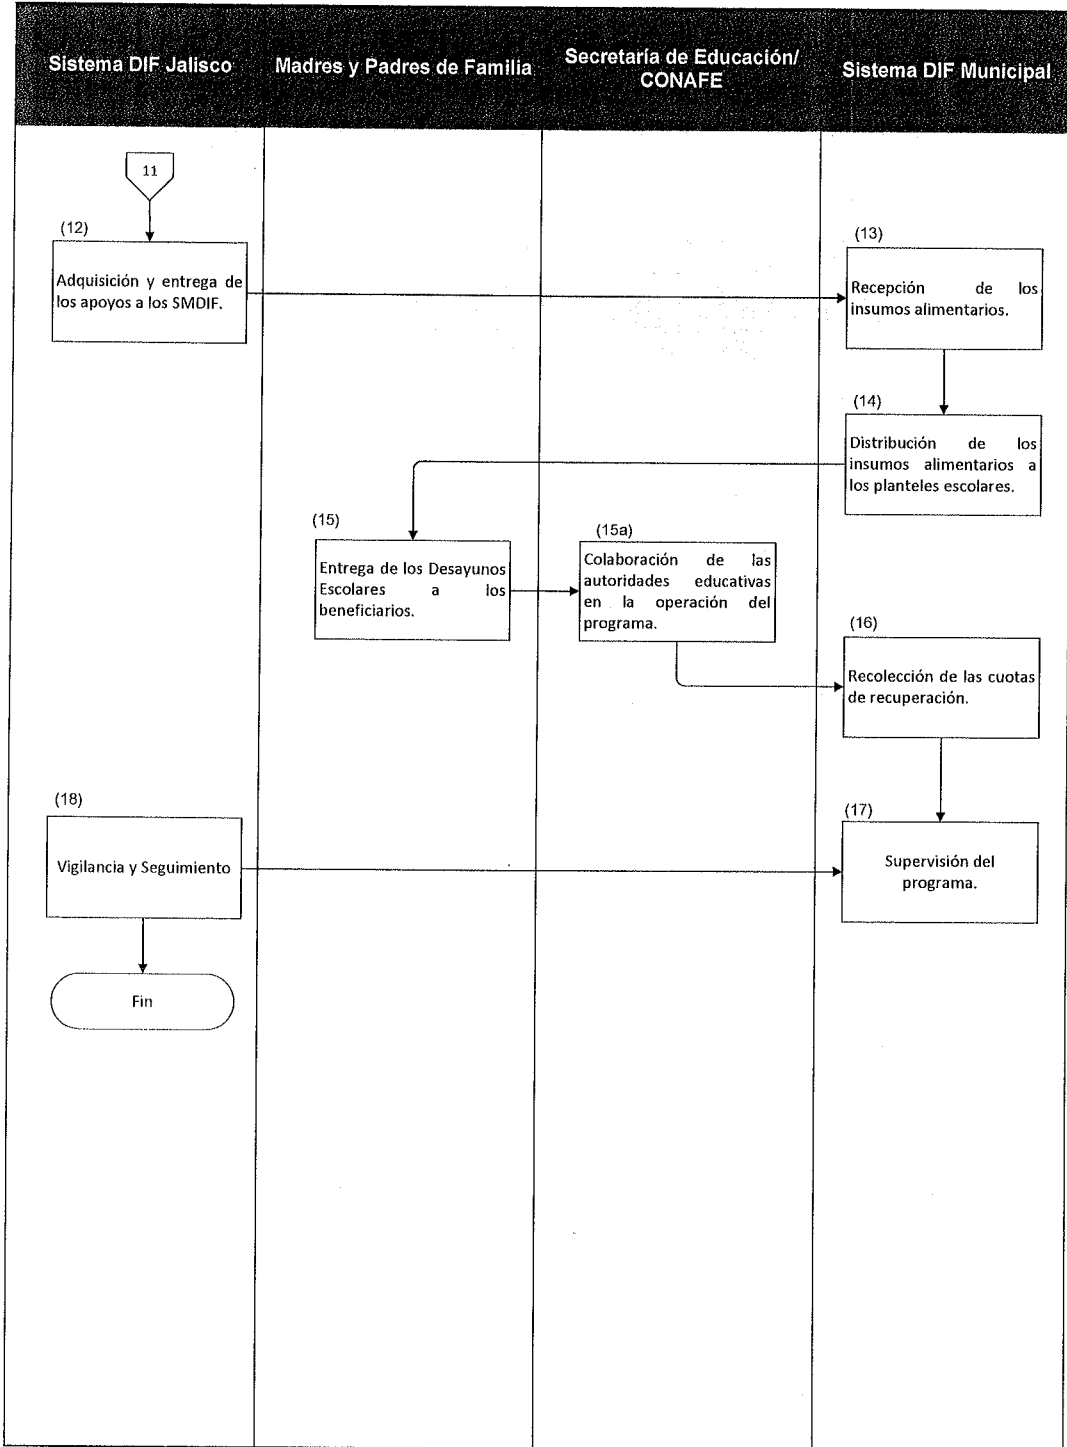 Sistema DIF Jalisco
Madres y Padres de Familia
Secretaría de Educación/
CONAFE
Sistema DIF Municipal
11
(12)
Adquisición y entrega de
los apoyos a los SMDIF.
(13)
Recepción de los
insumos alimentarios.
(14)
Distribución de los
insumos alimentarios a
los planteles escolares.
(15)
Entrega de los Desayunos
Escolares a los
beneficiarios.
(15a)
Colaboración de las
autoridades educativas
en la operación del
programa.
(16)
Recolección de las cuotas
de recuperación.
(17)
Supervisión del
programa.
(18)
Vigilancia y Seguimiento
Fin